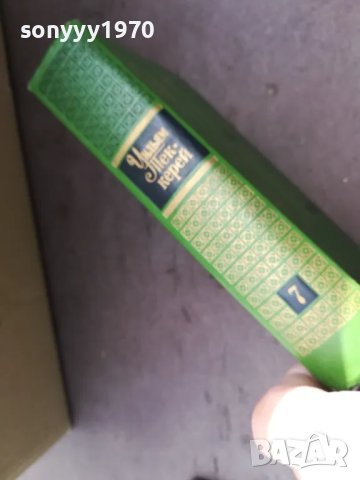 sonyyy1970
Уильям
Тек-
керей
7
BAZAR